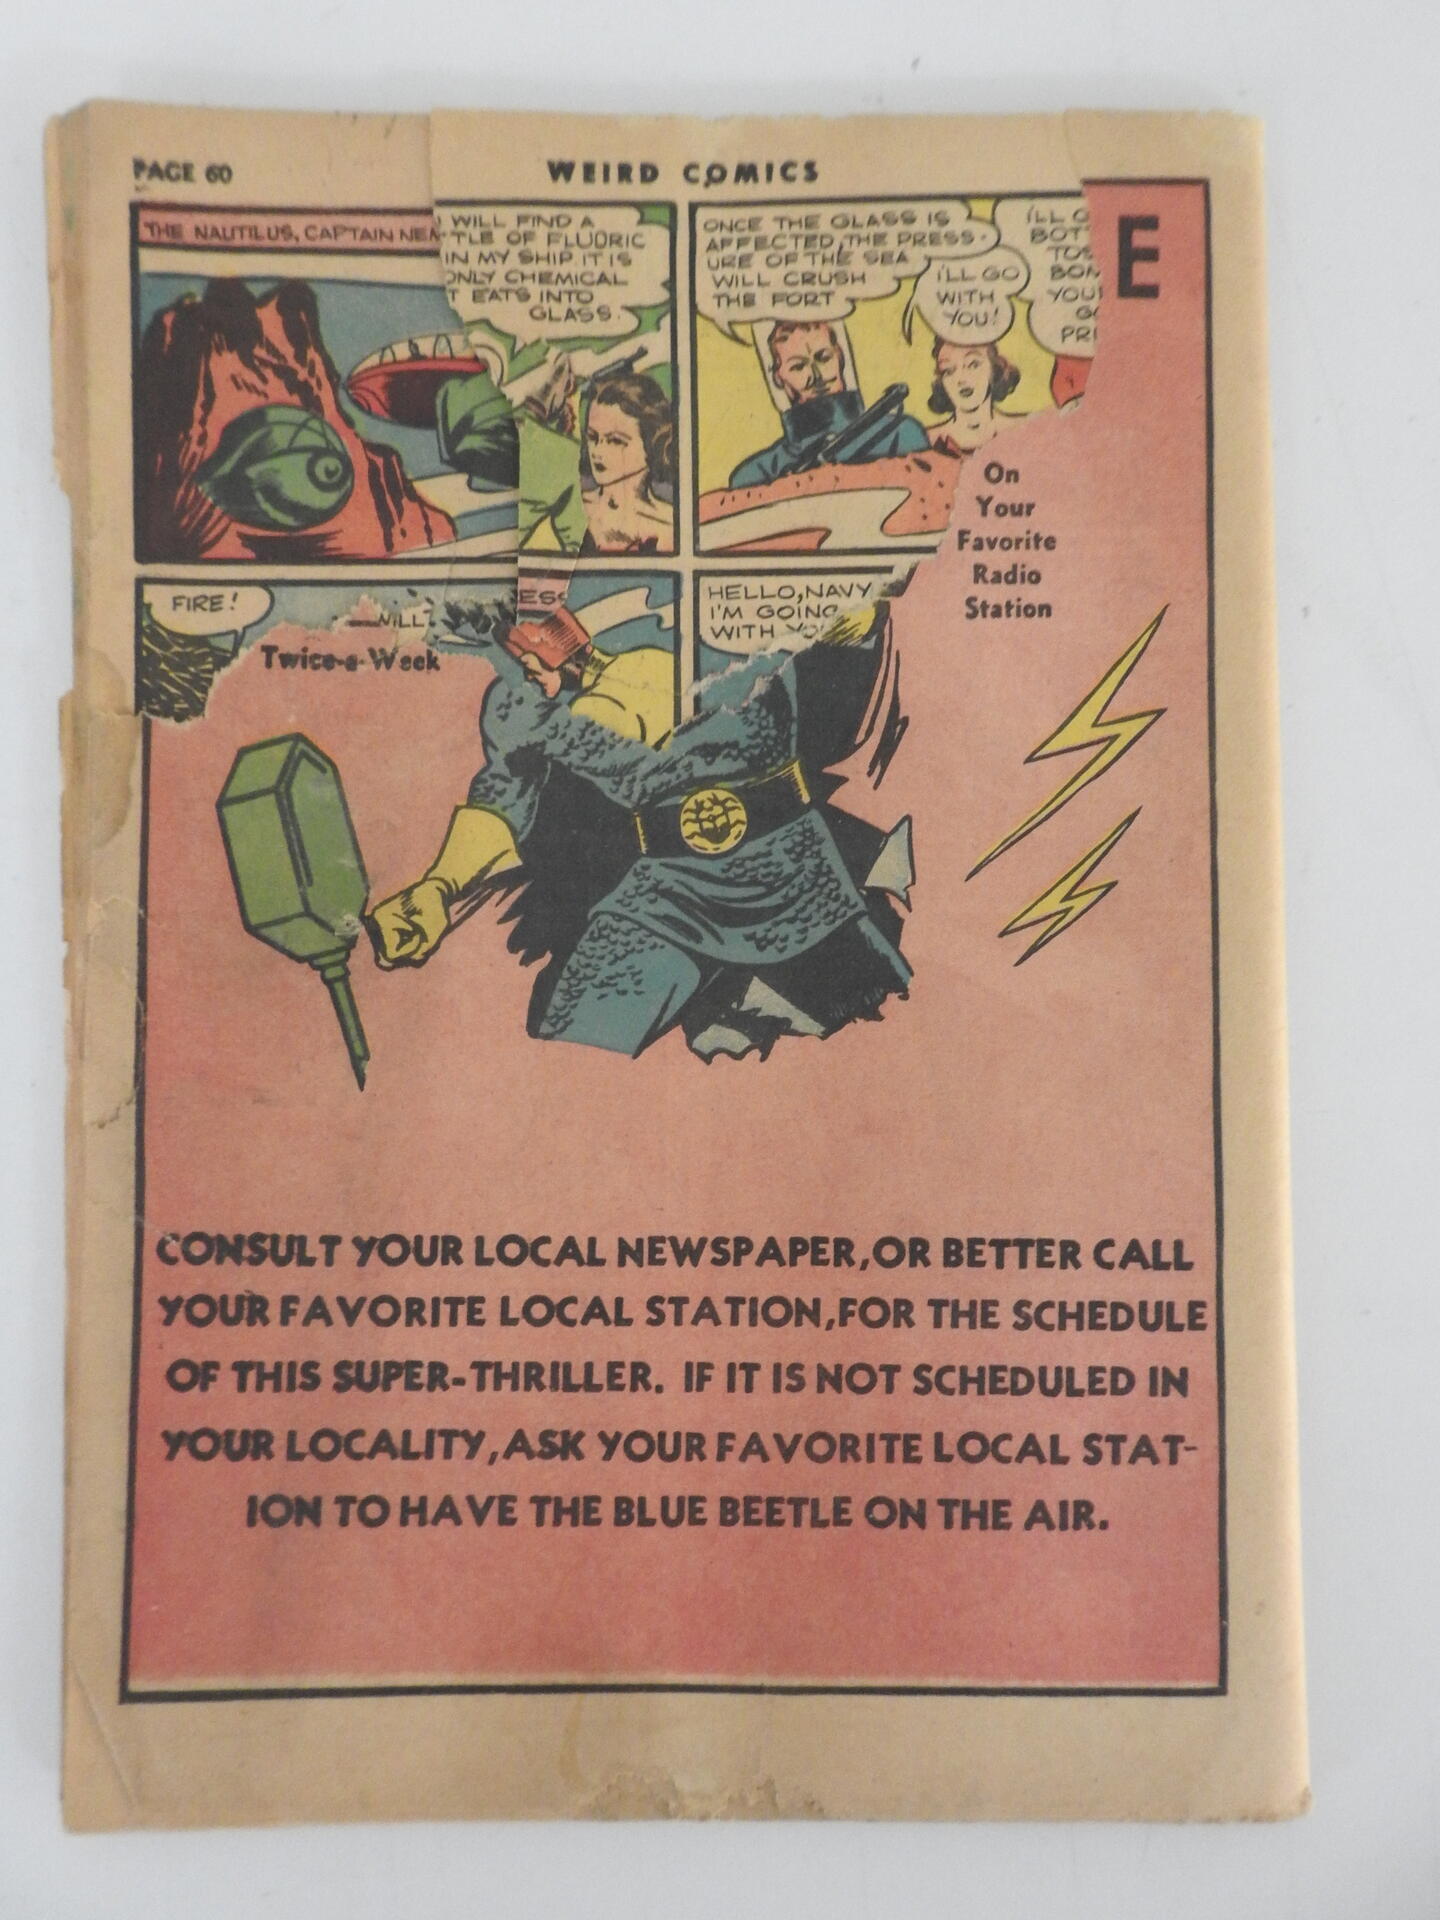 PAGE 60
WEIRD COMICS
THE NAUTILUS, CAPTAIN
WILL FIND A
OF FLUORIC
IN MY SHIP. IT IS
ONLY CHEMICAL
EATS INTO
GLASS.
ONCE THE GLASS IS
AFFECTED, THE PRESS-
URE OF THE SEA
WILL CRUSH
THE FORT
I'LL GO
WITH
YOU!
I'LL
E
FIRE!
HELLO, NAVY
I'M GOING
WITH
On
Your
Favorite
Radio
Station
Twice-a-Week
CONSULT YOUR LOCAL NEWSPAPER, OR BETTER CALL
YOUR FAVORITE LOCAL STATION, FOR THE SCHEDULE
OF THIS SUPER-THRILLER. IF IT IS NOT SCHEDULED IN
YOUR LOCALITY, ASK YOUR FAVORITE LOCAL STAT-
ION TO HAVE THE BLUE BEETLE ON THE AIR.